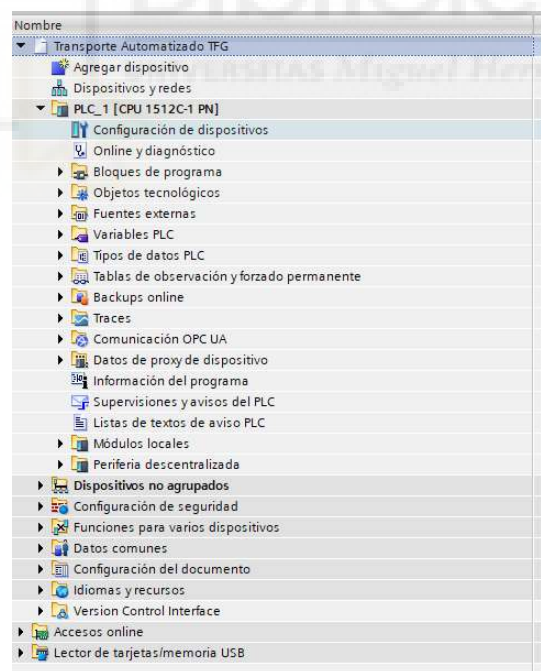 Nombre
Transporte Automatizado TFG
Agregar dispositivo
Dispositivos y redes
PLC_1 [CPU 1512C-1 PN]
Configuración de dispositivos
Online y diagnóstico
Bloques de programa
Objetos tecnológicos
Fuentes externas
Variables PLC
Tipos de datos PLC
Tablas de observación y forzado permanente
Backups online
Traces
Comunicación OPC UA
Datos de proxy de dispositivo
Información del programa
Supervisiones y avisos del PLC
Listas de textos de aviso PLC
Módulos locales
Periferia descentralizada
Dispositivos no agrupados
Configuración de seguridad
Funciones para varios dispositivos
Datos comunes
Configuración del documento
Idiomas y recursos
Version Control Interface
Accesos online
Lector de tarjetas/memoria USB